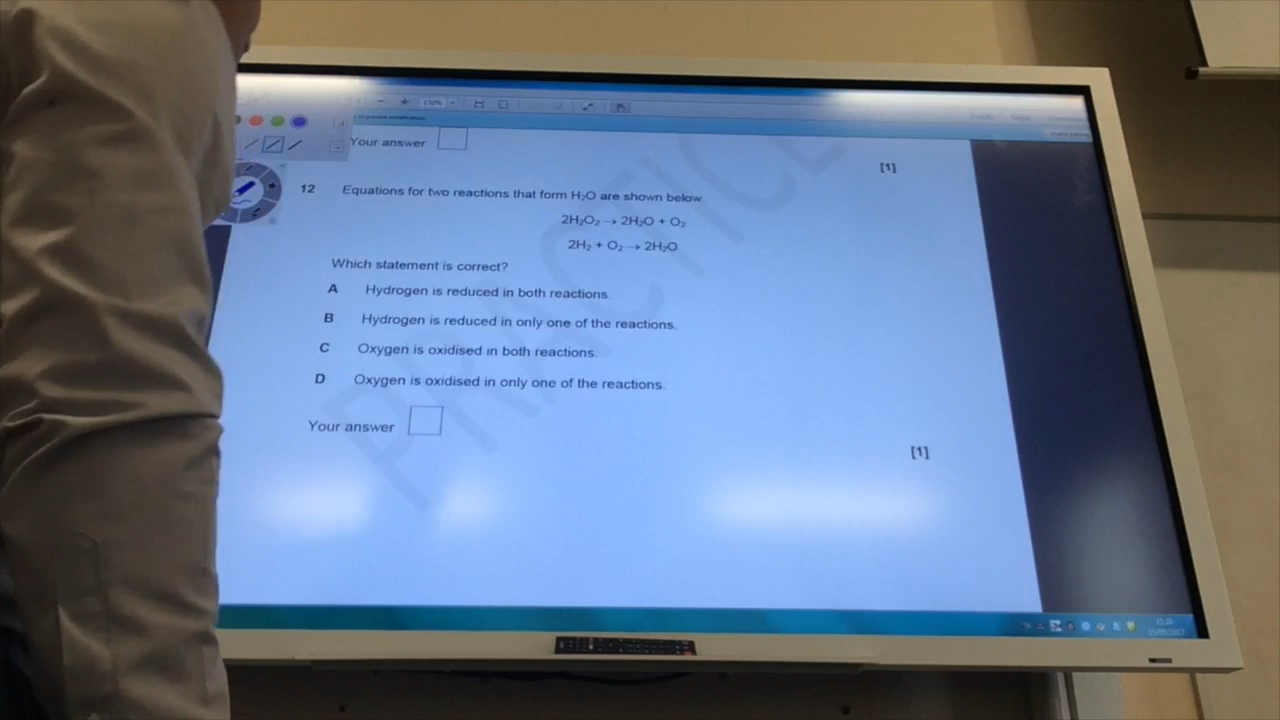 150%
Your answer
[1]
12 Equations for two reactions that form H₂O are shown below
2H₂O₂ → 2H₂O + O₂
2H₂ + O₂ → 2H₂O
Which statement is correct?
A Hydrogen is reduced in both reactions.
B Hydrogen is reduced in only one of the reactions.
C Oxygen is oxidised in both reactions.
D Oxygen is oxidised in only one of the reactions.
Your answer
[1]
PRACTICE